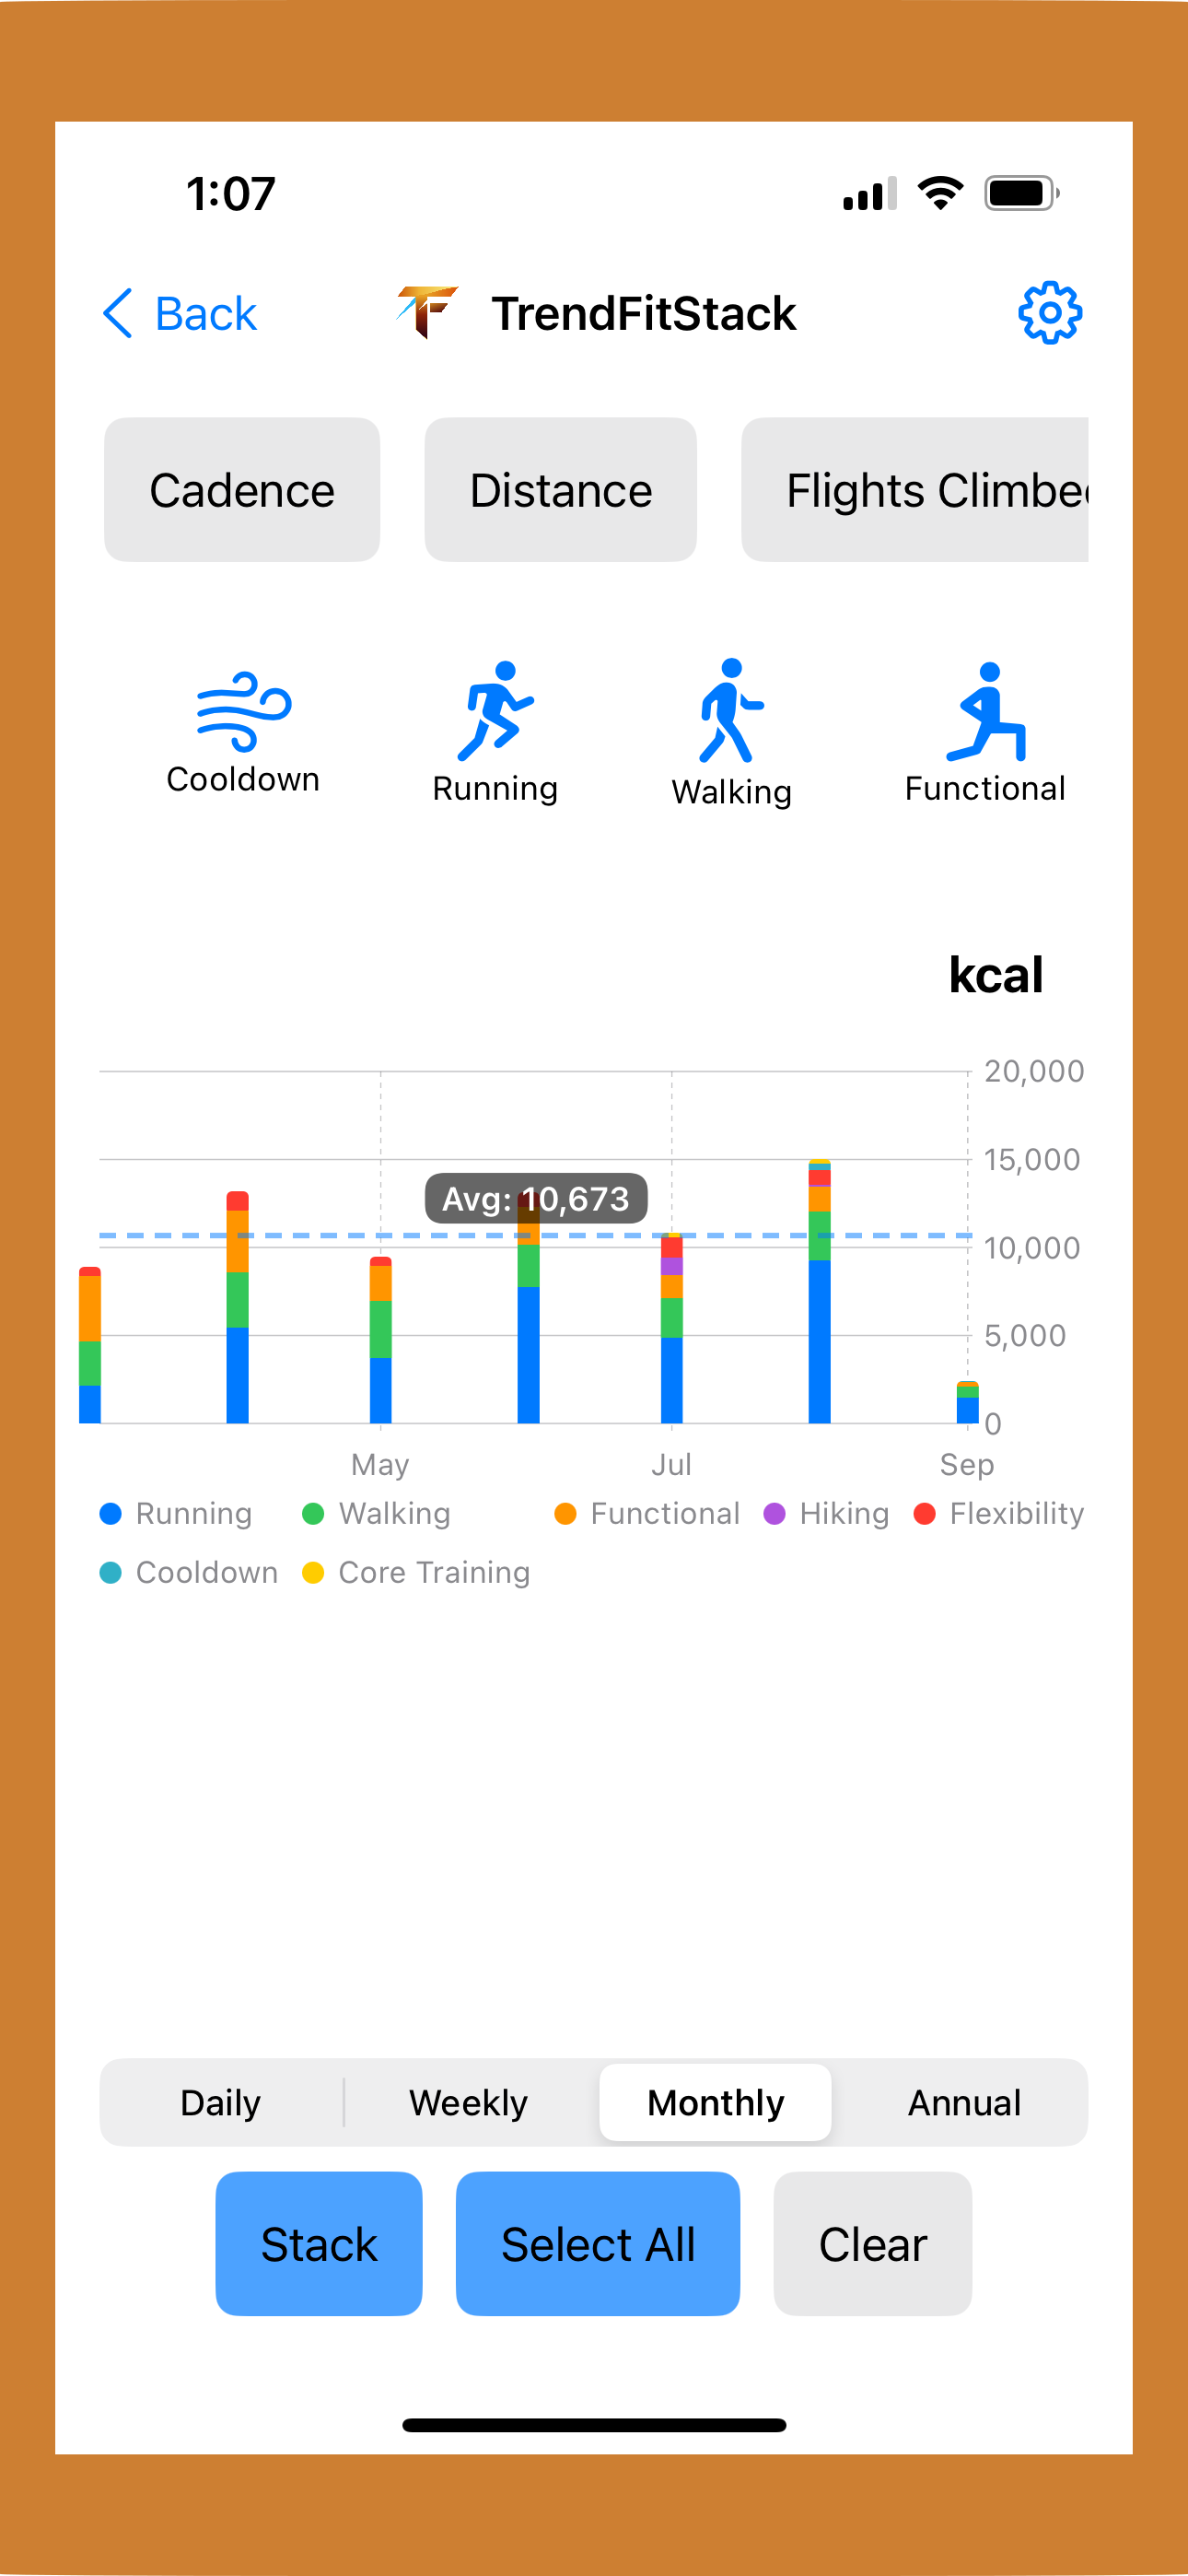 1:07
Back TF TrendFitStack
Cadence Distance Flights Climbe
Cooldown Running Walking Functional
kcal
20,000
15,000
Avg: 10,673
10,000
5,000
0
May Jul Sep
Running Walking Functional Hiking Flexibility
Cooldown Core Training
Daily Weekly Monthly Annual
Stack Select All Clear